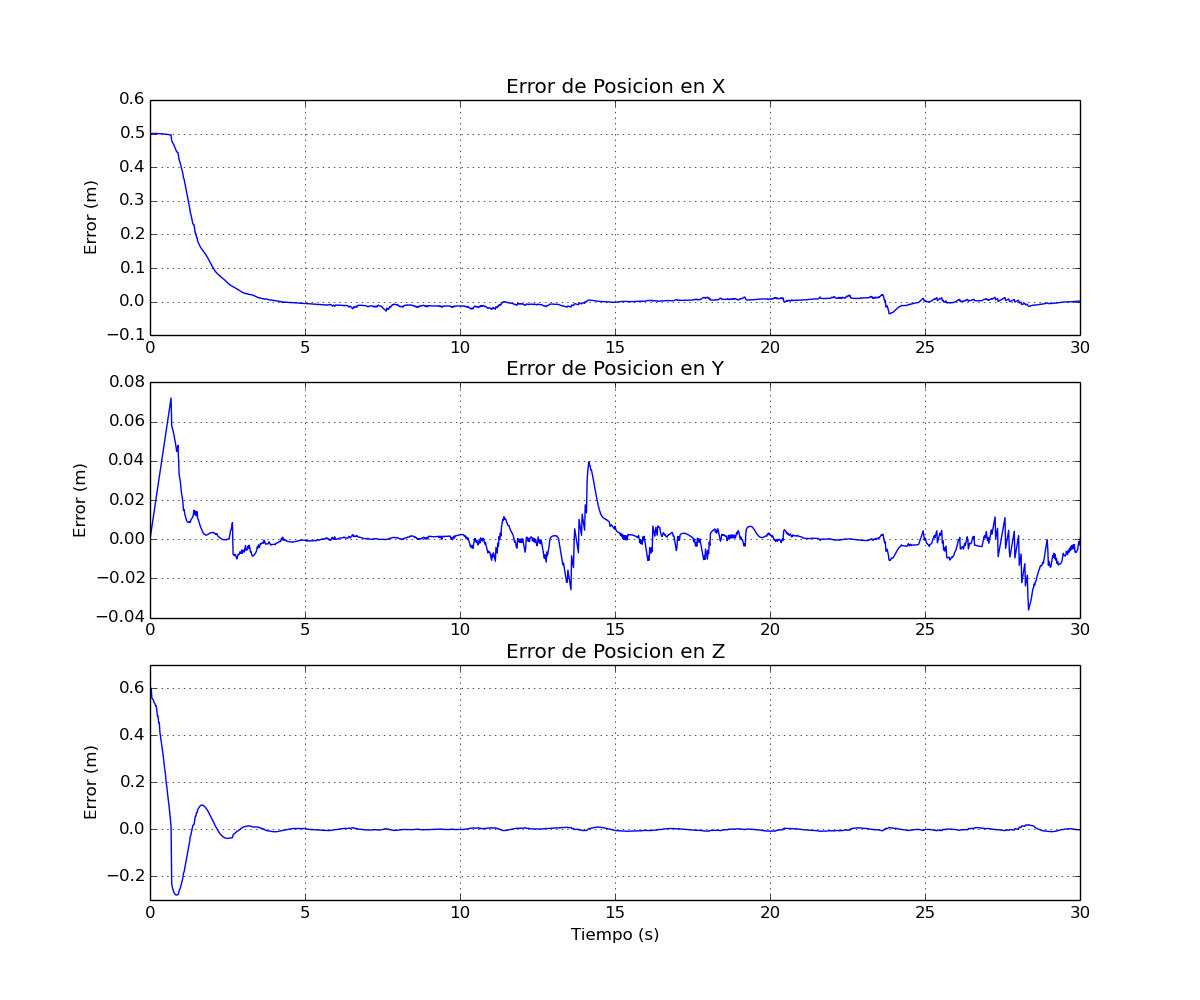 Error de Posicion en X
Error (m)
0.6
0.5
0.4
0.3
0.2
0.1
0.0
−0.1
0 5 10 15 20 25 30
Error de Posicion en Y
Error (m)
0.08
0.06
0.04
0.02
0.00
−0.02
−0.04
0 5 10 15 20 25 30
Error de Posicion en Z
Error (m)
0.6
0.4
0.2
0.0
−0.2
0 5 10 15 20 25 30
Tiempo (s)